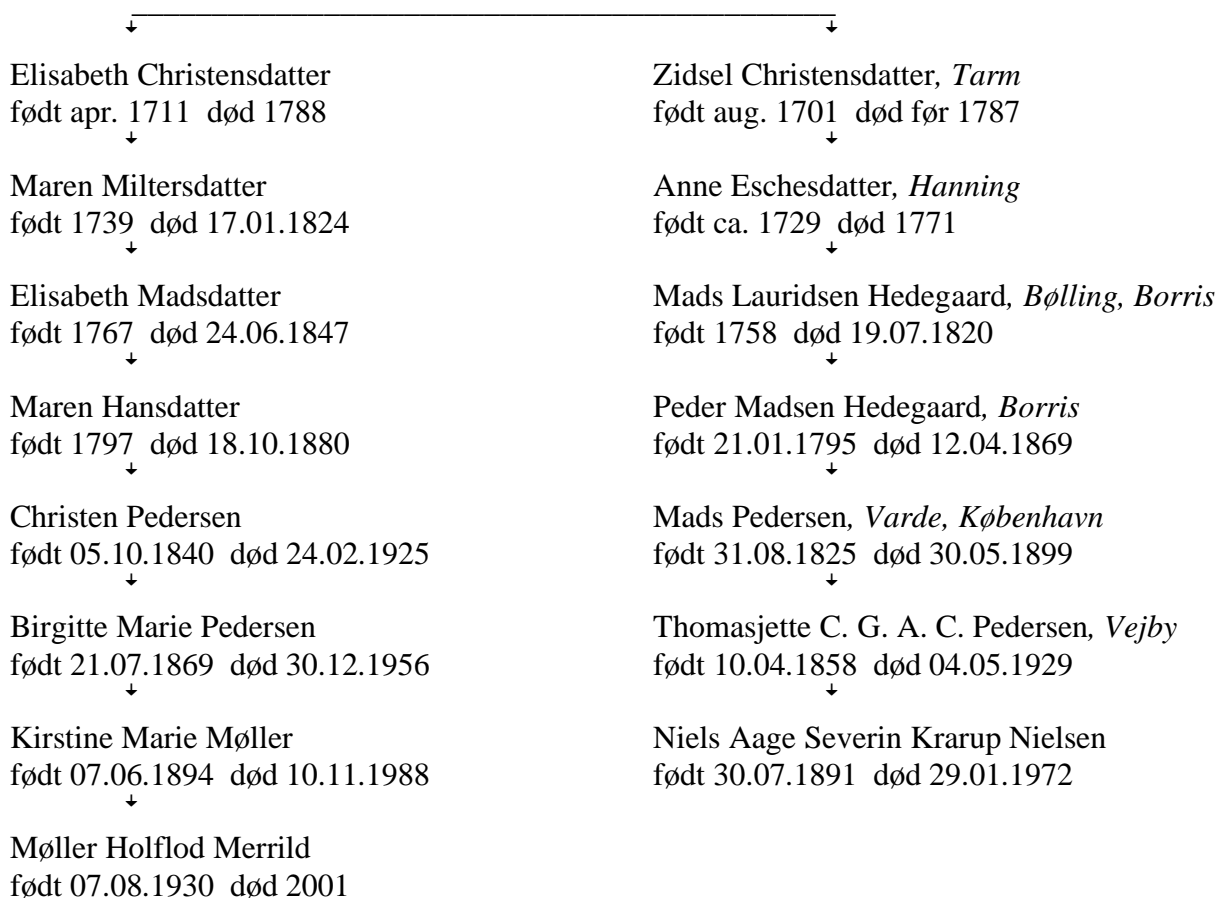 Elisabeth Christensdatter
født apr. 1711 død 1788
Maren Miltersdatter
født 1739 død 17.01.1824
Elisabeth Madsdatter
født 1767 død 24.06.1847
Maren Hansdatter
født 1797 død 18.10.1880
Christen Pedersen
født 05.10.1840 død 24.02.1925
Birgitte Marie Pedersen
født 21.07.1869 død 30.12.1956
Kirstine Marie Møller
født 07.06.1894 død 10.11.1988
Møller Holflod Merrild
født 07.08.1930 død 2001
Zidsel Christensdatter, Tarm
født aug. 1701 død før 1787
Anne Eschesdatter, Hanning
født ca. 1729 død 1771
Mads Lauridsen Hedegaard, Bølling, Borris
født 1758 død 19.07.1820
Peder Madsen Hedegaard, Borris
født 21.01.1795 død 12.04.1869
Mads Pedersen, Varde, København
født 31.08.1825 død 30.05.1899
Thomasjette C. G. A. C. Pedersen, Vejby
født 10.04.1858 død 04.05.1929
Niels Aage Severin Krarup Nielsen
født 30.07.1891 død 29.01.1972